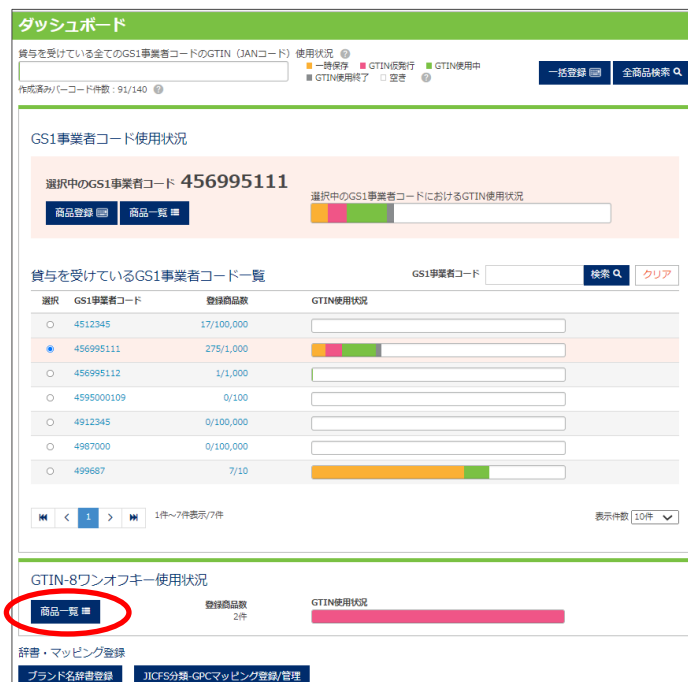 ダッシュボード
貸与を受けている全てのGS1事業者コードのGTIN（JANコード）使用状況
一時保存 GTIN仮発行 GTIN使用中
GTIN使用終了 空き
一括登録 全商品検索
作成済みバーコード件数：91/140
GS1事業者コード使用状況
選択中のGS1事業者コード 456995111
選択中のGS1事業者コードにおけるGTIN使用状況
商品登録 商品一覧
貸与を受けているGS1事業者コード一覧 GS1事業者コード 検索 クリア
選択 GS1事業者コード 登録商品数 GTIN使用状況
4512345 17/100,000
456995111 275/1,000
456995112 1/1,000
4595000109 0/100
4912345 0/100,000
4987000 0/100,000
499687 7/10
1 1件～7件表示/7件 表示件数 10件
GTIN-8ワンオフキー使用状況
商品一覧 登録商品数 GTIN使用状況
2件
辞書・マッピング登録
ブランド名辞書登録 JICFS分類-GPCマッピング登録/管理